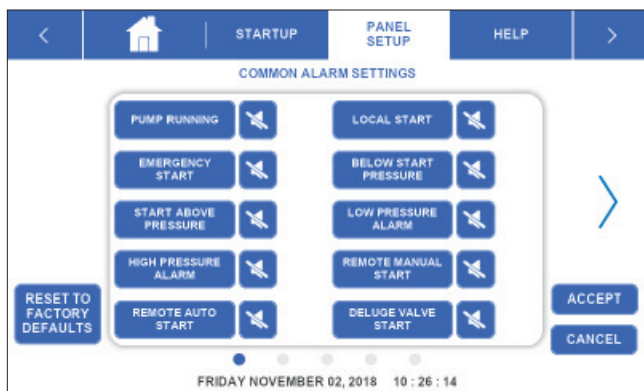 STARTUP
PANEL
SETUP
HELP
COMMON ALARM SETTINGS
PUMP RUNNING
LOCAL START
EMERGENCY
START
BELOW START
PRESSURE
START ABOVE
PRESSURE
LOW PRESSURE
ALARM
HIGH PRESSURE
ALARM
REMOTE MANUAL
START
REMOTE AUTO
START
DELUGE VALVE
START
RESET TO
FACTORY
DEFAULTS
ACCEPT
CANCEL
FRIDAY NOVEMBER 02, 2018 10 : 26 : 14